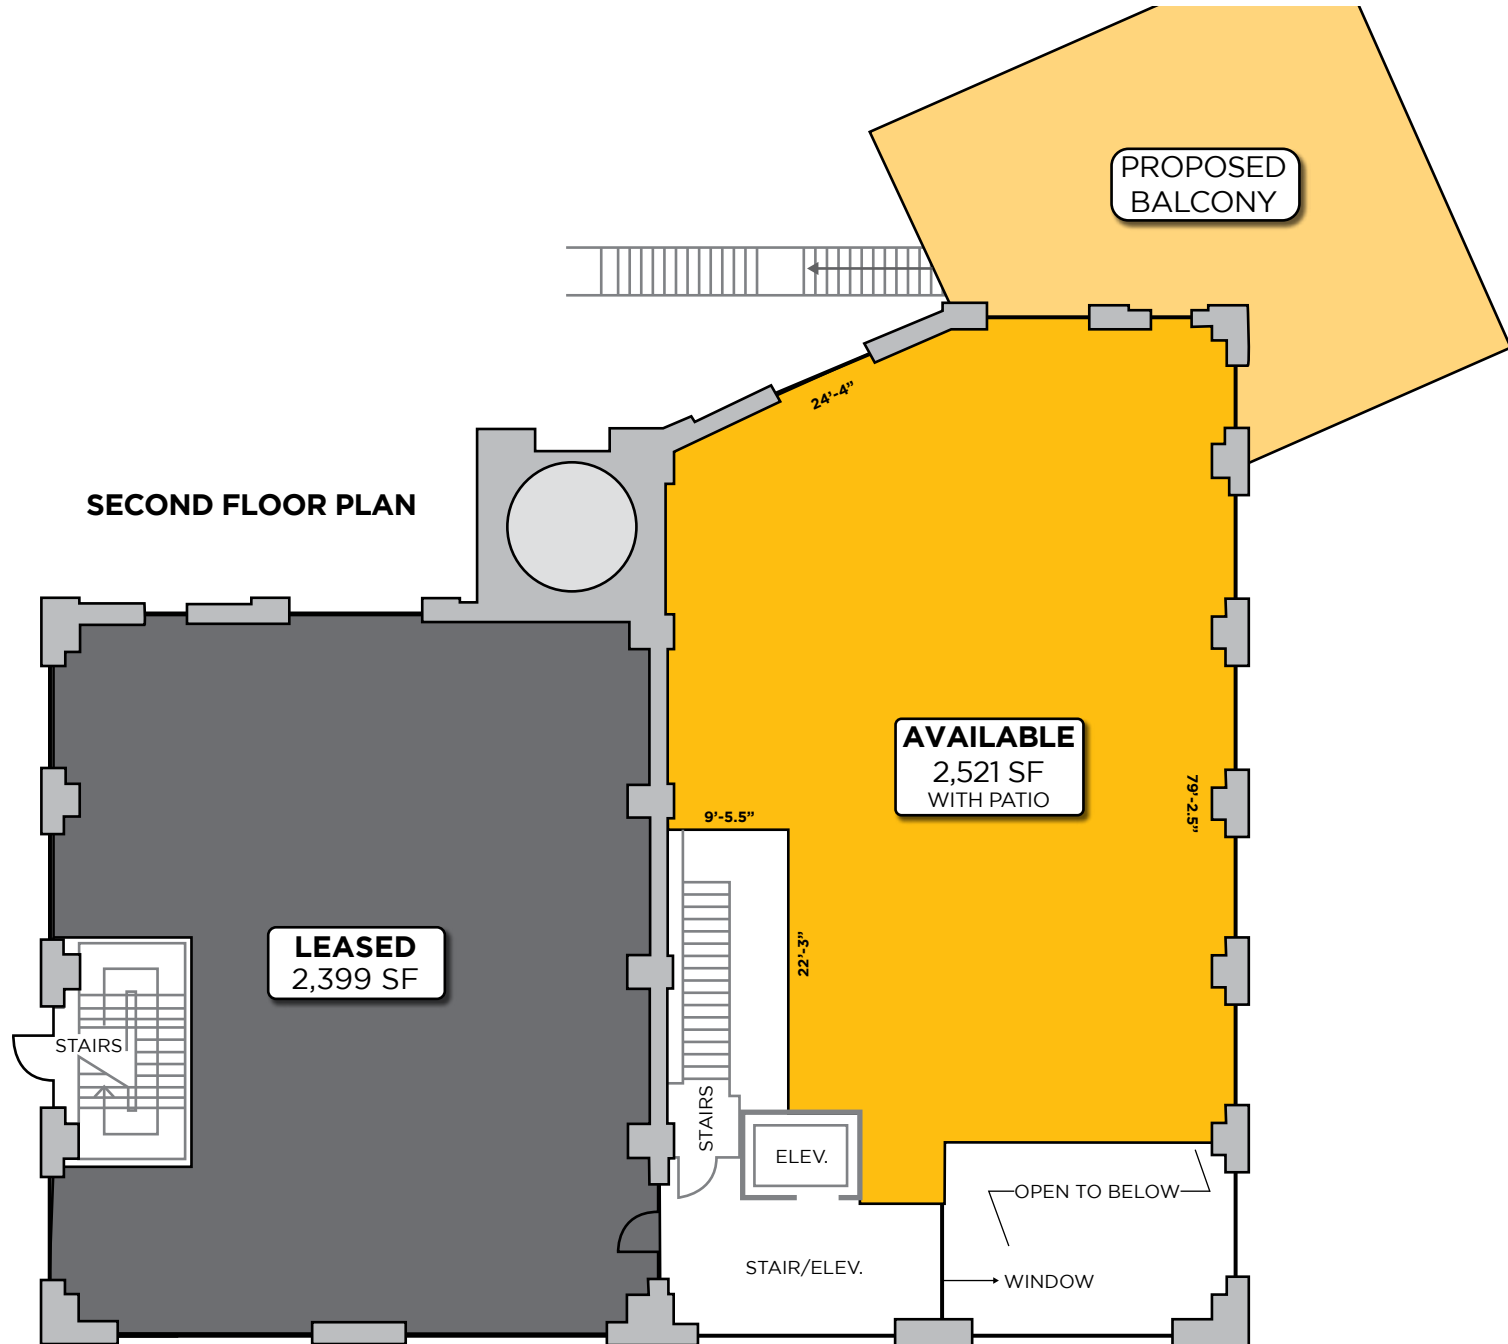 PROPOSED
BALCONY
24'-4"
SECOND FLOOR PLAN
AVAILABLE
2,521 SF
WITH PATIO
79'-2.5"
9'-5.5"
22'-3"
LEASED
2,399 SF
STAIRS
STAIRS
ELEV.
OPEN TO BELOW
STAIR/ELEV.
WINDOW